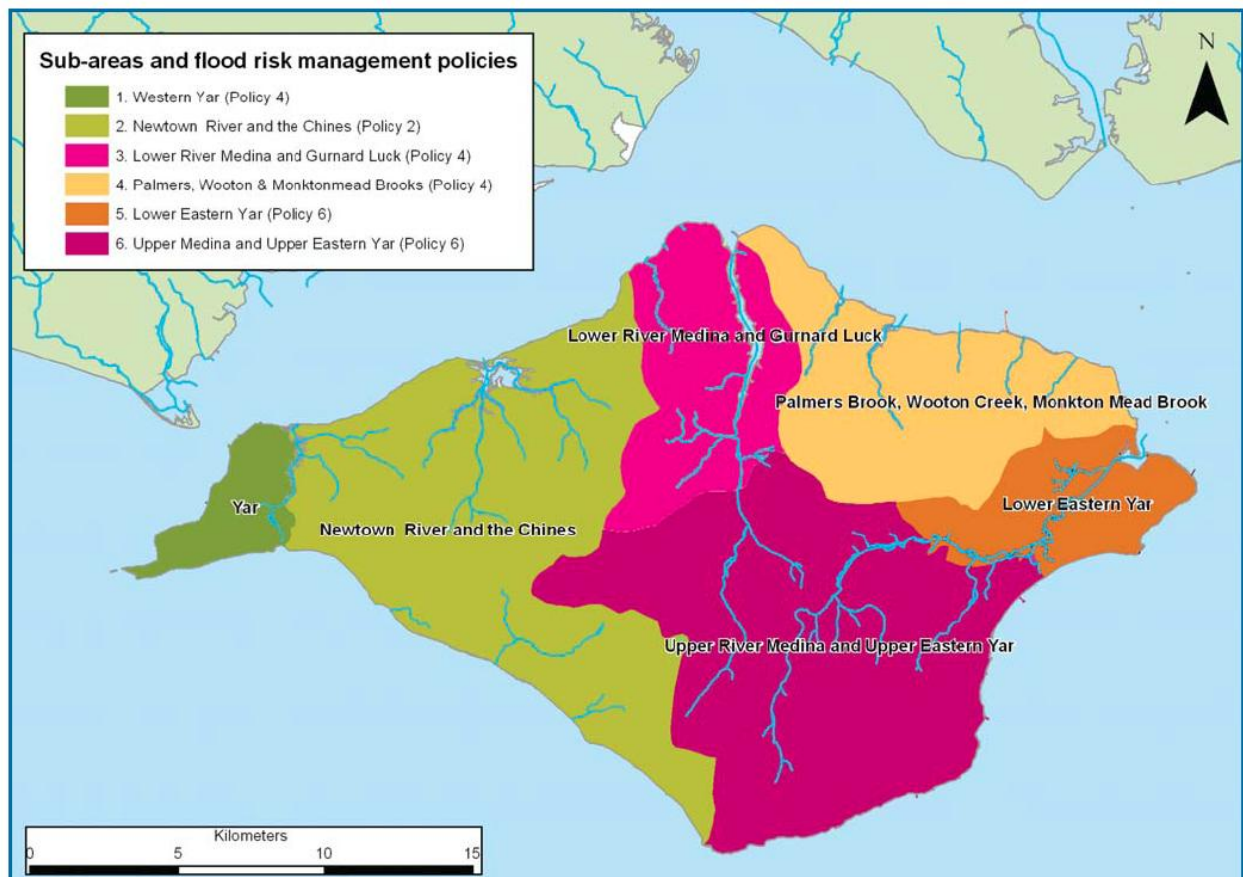 Sub-areas and flood risk management policies
1. Western Yar (Policy 4)
2. Newtown River and the Chines (Policy 2)
3. Lower River Medina and Gurnard Luck (Policy 4)
4. Palmers, Wooton & Monktonmead Brooks (Policy 4)
5. Lower Eastern Yar (Policy 6)
6. Upper Medina and Upper Eastern Yar (Policy 6)
N
Lower River Medina and Gurnard Luck
Palmers Brook, Wooton Creek, Monkton Mead Brook
Yar
Lower Eastern Yar
Newtown River and the Chines
Upper River Medina and Upper Eastern Yar
Kilometers
0 5 10 15